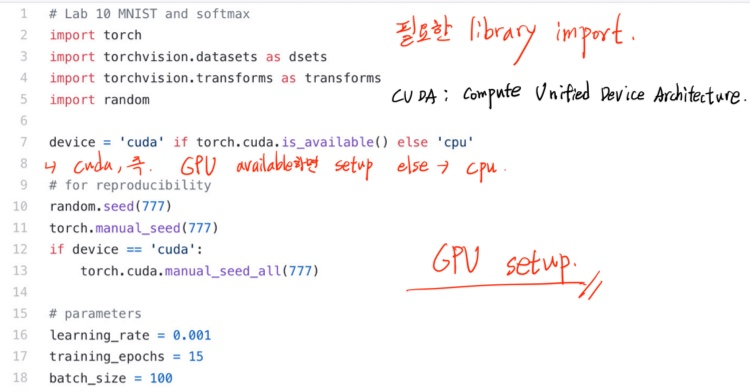 1 # Lab 10 MNIST and softmax
2 import torch
필요한 library import.
3 import torchvision.datasets as dsets
4 import torchvision.transforms as transforms
CUDA : Compute Unified Device Architecture.
5 import random
6
7 device = 'cuda' if torch.cuda.is_available() else 'cpu'
8 ↳ cuda, 즉. GPU available하면 setup else → cpu.
9 # for reproducibility
10 random.seed(777)
11 torch.manual_seed(777)
12 if device == 'cuda':
GPU setup.
13 torch.cuda.manual_seed_all(777)
14
15 # parameters
16 learning_rate = 0.001
17 training_epochs = 15
18 batch_size = 100